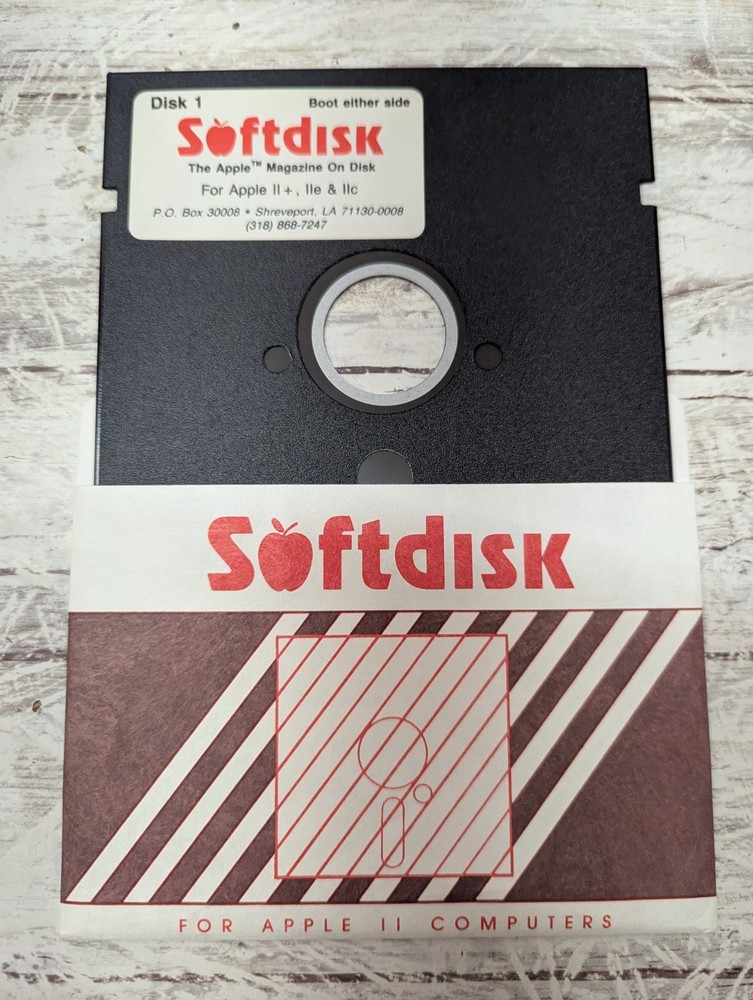 Disk 1 Boot either side
Softdisk
The Apple™ Magazine On Disk
For Apple II+, IIe & IIc
P.O. Box 30008 • Shreveport, LA 71130-0008
(318) 868-7247
Softdisk
FOR APPLE II COMPUTERS